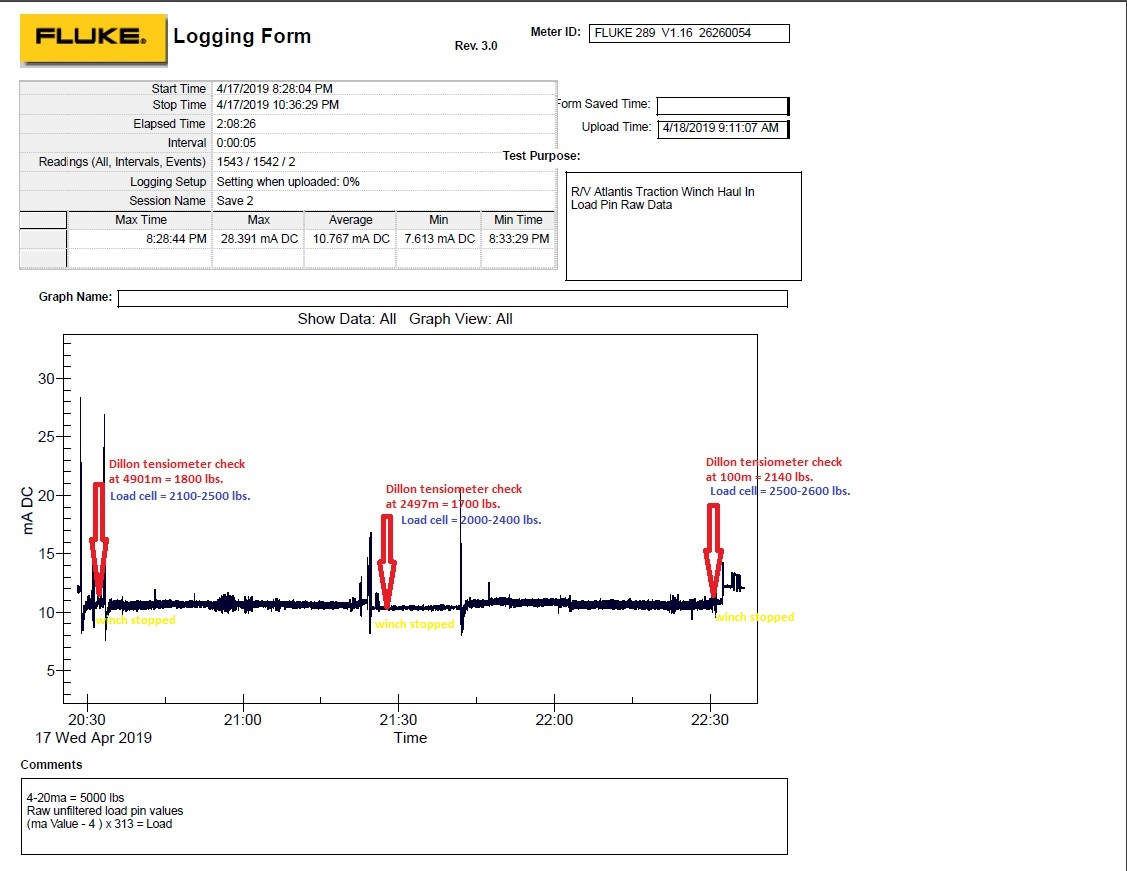 FLUKE®
Logging Form
Rev. 3.0
Meter ID: FLUKE 289 V1.16 26260054
Start Time 4/17/2019 8:28:04 PM
Stop Time 4/17/2019 10:36:29 PM
Elapsed Time 2:08:26
Interval 0:00:05
Readings (All, Intervals, Events) 1543 / 1542 / 2
Logging Setup Setting when uploaded: 0%
Session Name Save 2
Max Time Max Average Min Min Time
8:28:44 PM 28.391 mA DC 10.767 mA DC 7.613 mA DC 8:33:29 PM
Form Saved Time:
Upload Time: 4/18/2019 9:11:07 AM
Test Purpose:
R/V Atlantis Traction Winch Haul In
Load Pin Raw Data
Graph Name:
Show Data: All Graph View: All
mA DC
30
25
20
15
10
5
Dillon tensiometer check
at 4901m = 1800 lbs.
Load cell = 2100-2500 lbs.
winch stopped
Dillon tensiometer check
at 2497m = 1700 lbs.
Load cell = 2000-2400 lbs.
winch stopped
Dillon tensiometer check
at 100m = 2140 lbs.
Load cell = 2500-2600 lbs.
winch stopped
20:30 21:00 21:30 22:00 22:30
17 Wed Apr 2019
Time
Comments
4-20ma = 5000 lbs
Raw unfiltered load pin values
(ma Value - 4 ) x 313 = Load